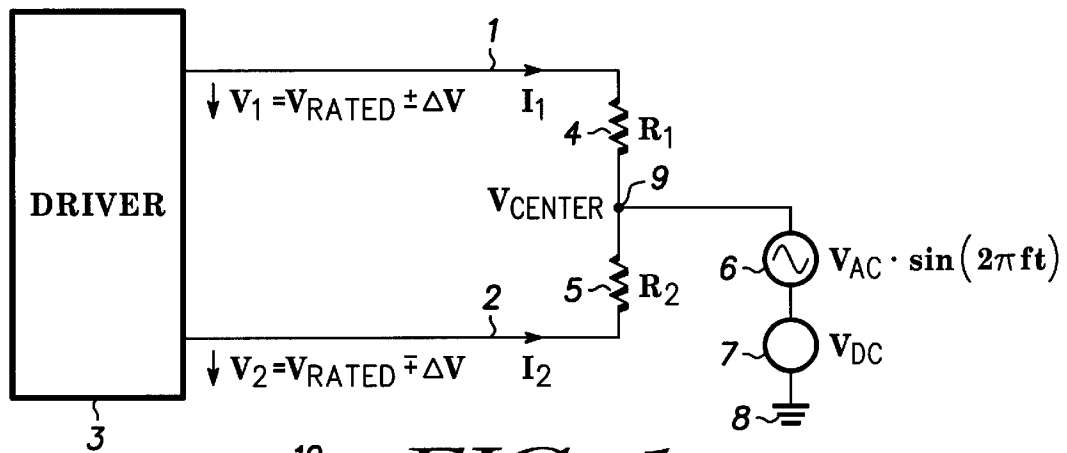 1
↓ V1 =VRATED ± ΔV
I1
4
R1
DRIVER
VCENTER
9
6
VAC · sin(2πft)
5
R2
2
7
VDC
↓ V2 =VRATED ∓ ΔV
I2
8
3